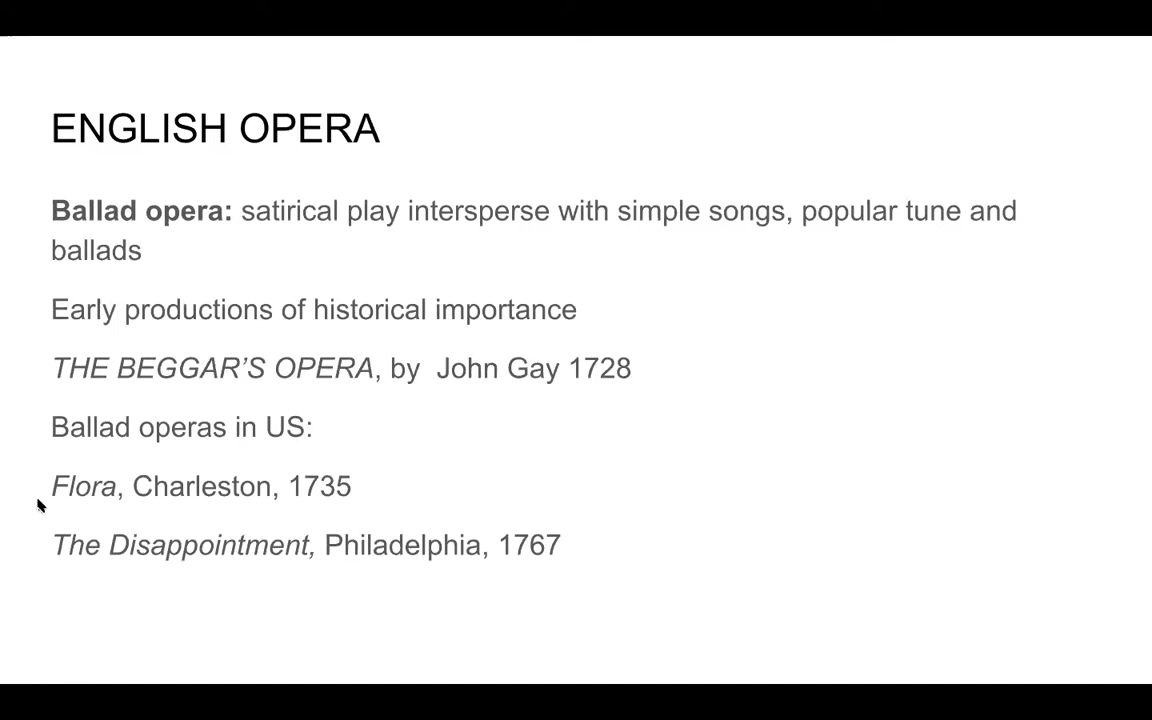 ENGLISH OPERA
Ballad opera: satirical play intersperse with simple songs, popular tune and
ballads
Early productions of historical importance
THE BEGGAR’S OPERA, by  John Gay 1728
Ballad operas in US:
Flora, Charleston, 1735
The Disappointment, Philadelphia, 1767